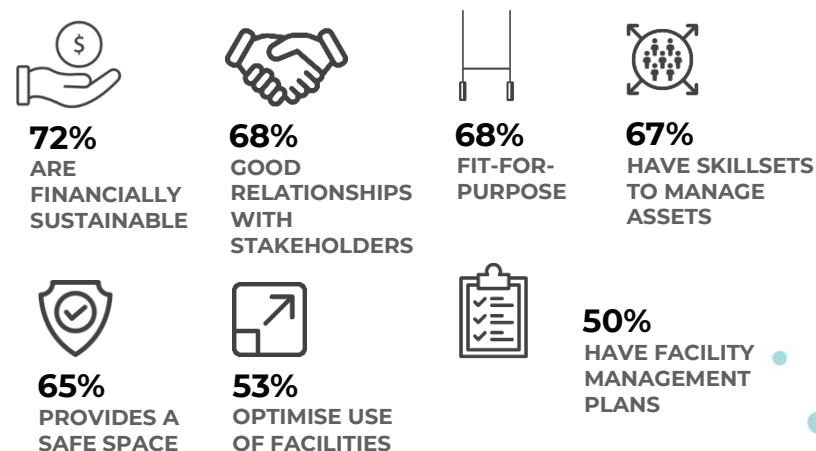 $
72%
ARE
FINANCIALLY
SUSTAINABLE
68%
GOOD
RELATIONSHIPS
WITH
STAKEHOLDERS
68%
FIT-FOR-
PURPOSE
67%
HAVE SKILLSETS
TO MANAGE
ASSETS
65%
PROVIDES A
SAFE SPACE
53%
OPTIMISE USE
OF FACILITIES
50%
HAVE FACILITY
MANAGEMENT
PLANS